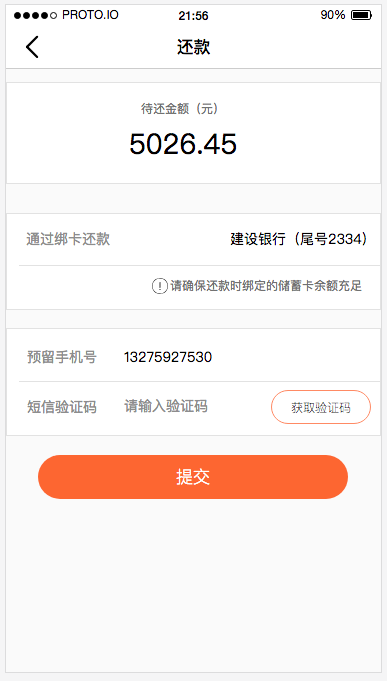 PROTO.IO 21:56 90%
还款
待还金额（元）
5026.45
通过绑卡还款 建设银行（尾号2334）
请确保还款时绑定的储蓄卡余额充足
预留手机号 13275927530
短信验证码 请输入验证码 获取验证码
提交